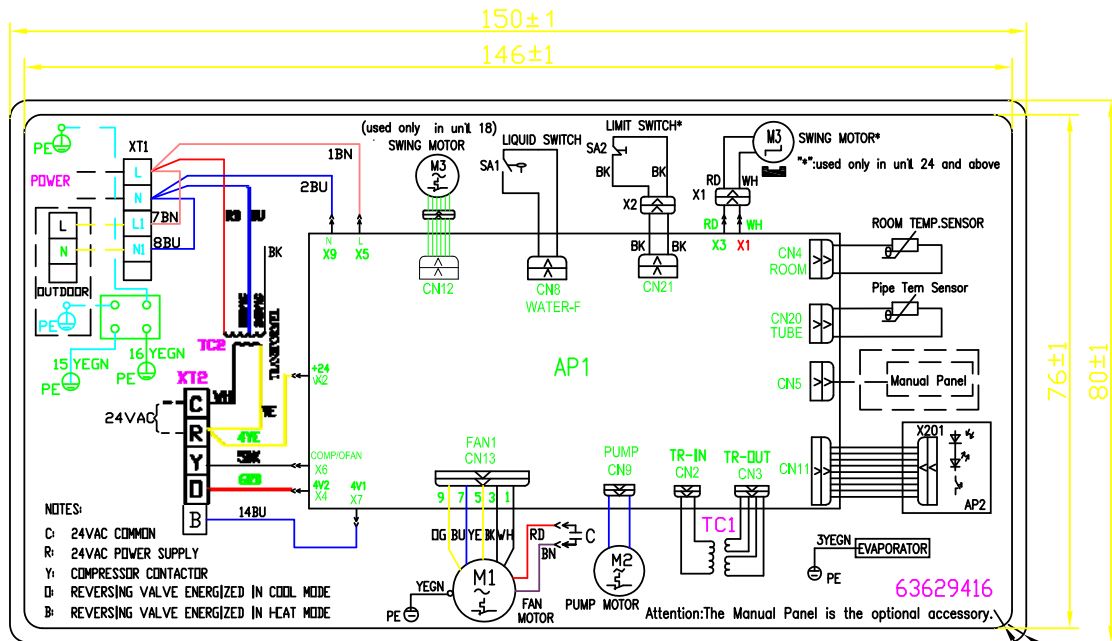 150±1
146±1
76±1
80±1
PE
XT1
POWER
L
N
L1
N1
7BN
8BU
L
N
OUTDOOR
PE
15 YEGN
16 YEGN
PE
PE
1BN
2BU
BU
BK
TC2
XT2
24VAC
C
R
Y
O
B
WH
YE
4YE
14BU
(used only in unit 18)
SWING MOTOR
M3
LIQUID SWITCH
SA1
LIMIT SWITCH*
SA2
BK
BK
X2
BK
BK
M3
SWING MOTOR*
"*":used only in unit 24 and above
RD
WH
X1
RD
WH
X3
X1
N
X9
L
X5
CN12
CN8
WATER-F
CN21
CN4
ROOM
ROOM TEMP.SENSOR
CN20
TUBE
Pipe Tem Sensor
CN5
Manual Panel
X201
CN11
AP2
AP1
+24
X2
COMP/OFAN
X6
4V2
X4
4V1
X7
FAN1
CN13
9 7 5 3 1
OG BU YE BK WH
RD
BN
C
M1
FAN
MOTOR
YEGN
PE
PUMP
CN9
M2
PUMP MOTOR
TR-IN
CN2
TR-OUT
CN3
TC1
3YEGN
EVAPORATOR
PE
63629416
NOTES:
C: 24VAC COMMON
R: 24VAC POWER SUPPLY
Y: COMPRESSOR CONTACTOR
O: REVERSING VALVE ENERGIZED IN COOL MODE
B: REVERSING VALVE ENERGIZED IN HEAT MODE
Attention:The Manual Panel is the optional accessory.